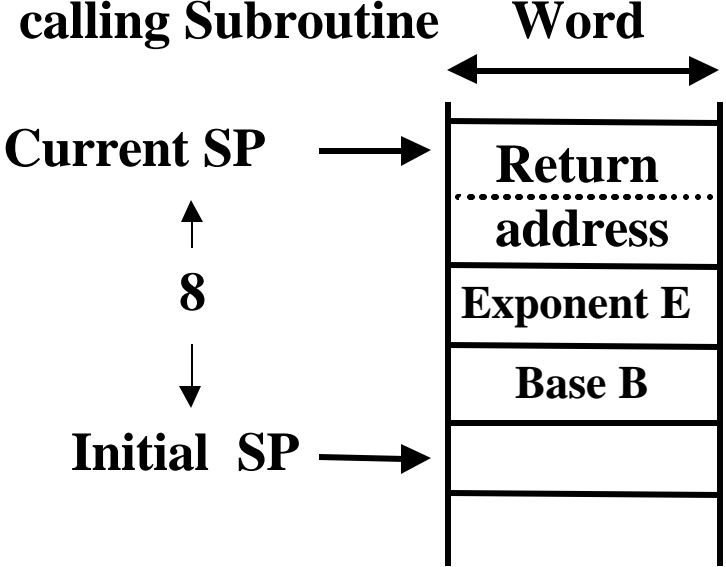 calling Subroutine Word
Current SP
Return
address
8
Exponent E
Base B
Initial SP